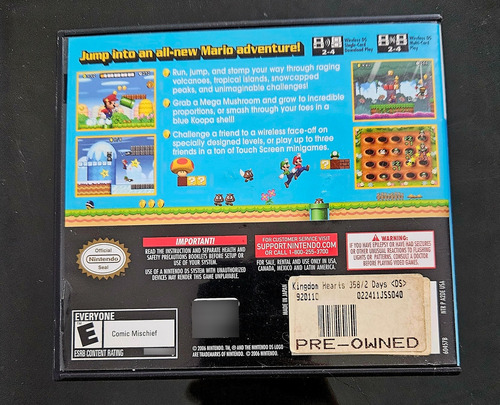 Jump into an all-new Mario adventure!
2-4
Wireless DS
Single-Card
Download Play
2-4
Wireless DS
Multi-Card
Play
Run, jump, and stomp your way through raging
volcanoes, tropical islands, snowcapped
peaks, and unimaginable challenges!
Grab a Mega Mushroom and grow to incredible
proportions, or smash through your foes in a
blue Koopa shell!
Challenge a friend to a wireless face-off on
specially designed levels, or play up to three
friends in a ton of Touch Screen minigames.
Official
Nintendo
Seal
IMPORTANT!
READ THE INSTRUCTION AND SEPARATE HEALTH AND
SAFETY PRECAUTIONS BOOKLETS BEFORE SETUP OR
USE OF YOUR SYSTEM.
USE OF A NINTENDO DS SYSTEM WITH UNAUTHORIZED
DEVICES MAY RENDER THIS GAME UNPLAYABLE.
FOR CUSTOMER SERVICE VISIT
SUPPORT.NINTENDO.COM
OR CALL 1-800-255-3700
FOR SALE, RENTAL AND USE ONLY IN USA,
CANADA, MEXICO AND LATIN AMERICA.
WARNING:
IF YOU HAVE EPILEPSY OR HAVE HAD SEIZURES
OR OTHER UNUSUAL REACTIONS TO FLASHING
LIGHTS OR PATTERNS, CONSULT A DOCTOR
BEFORE PLAYING VIDEO GAMES.
EVERYONE
E
Comic Mischief
ESRB CONTENT RATING
© 2006 NINTENDO. TM, ® AND THE NINTENDO DS LOGO
ARE TRADEMARKS OF NINTENDO. © 2006 NINTENDO.
MADE IN JAPAN
Kingdom Hearts 358/2 Days <DS>
920110
022411JSSD40
PRE-OWNED
NTR P A2DE USA
60457B